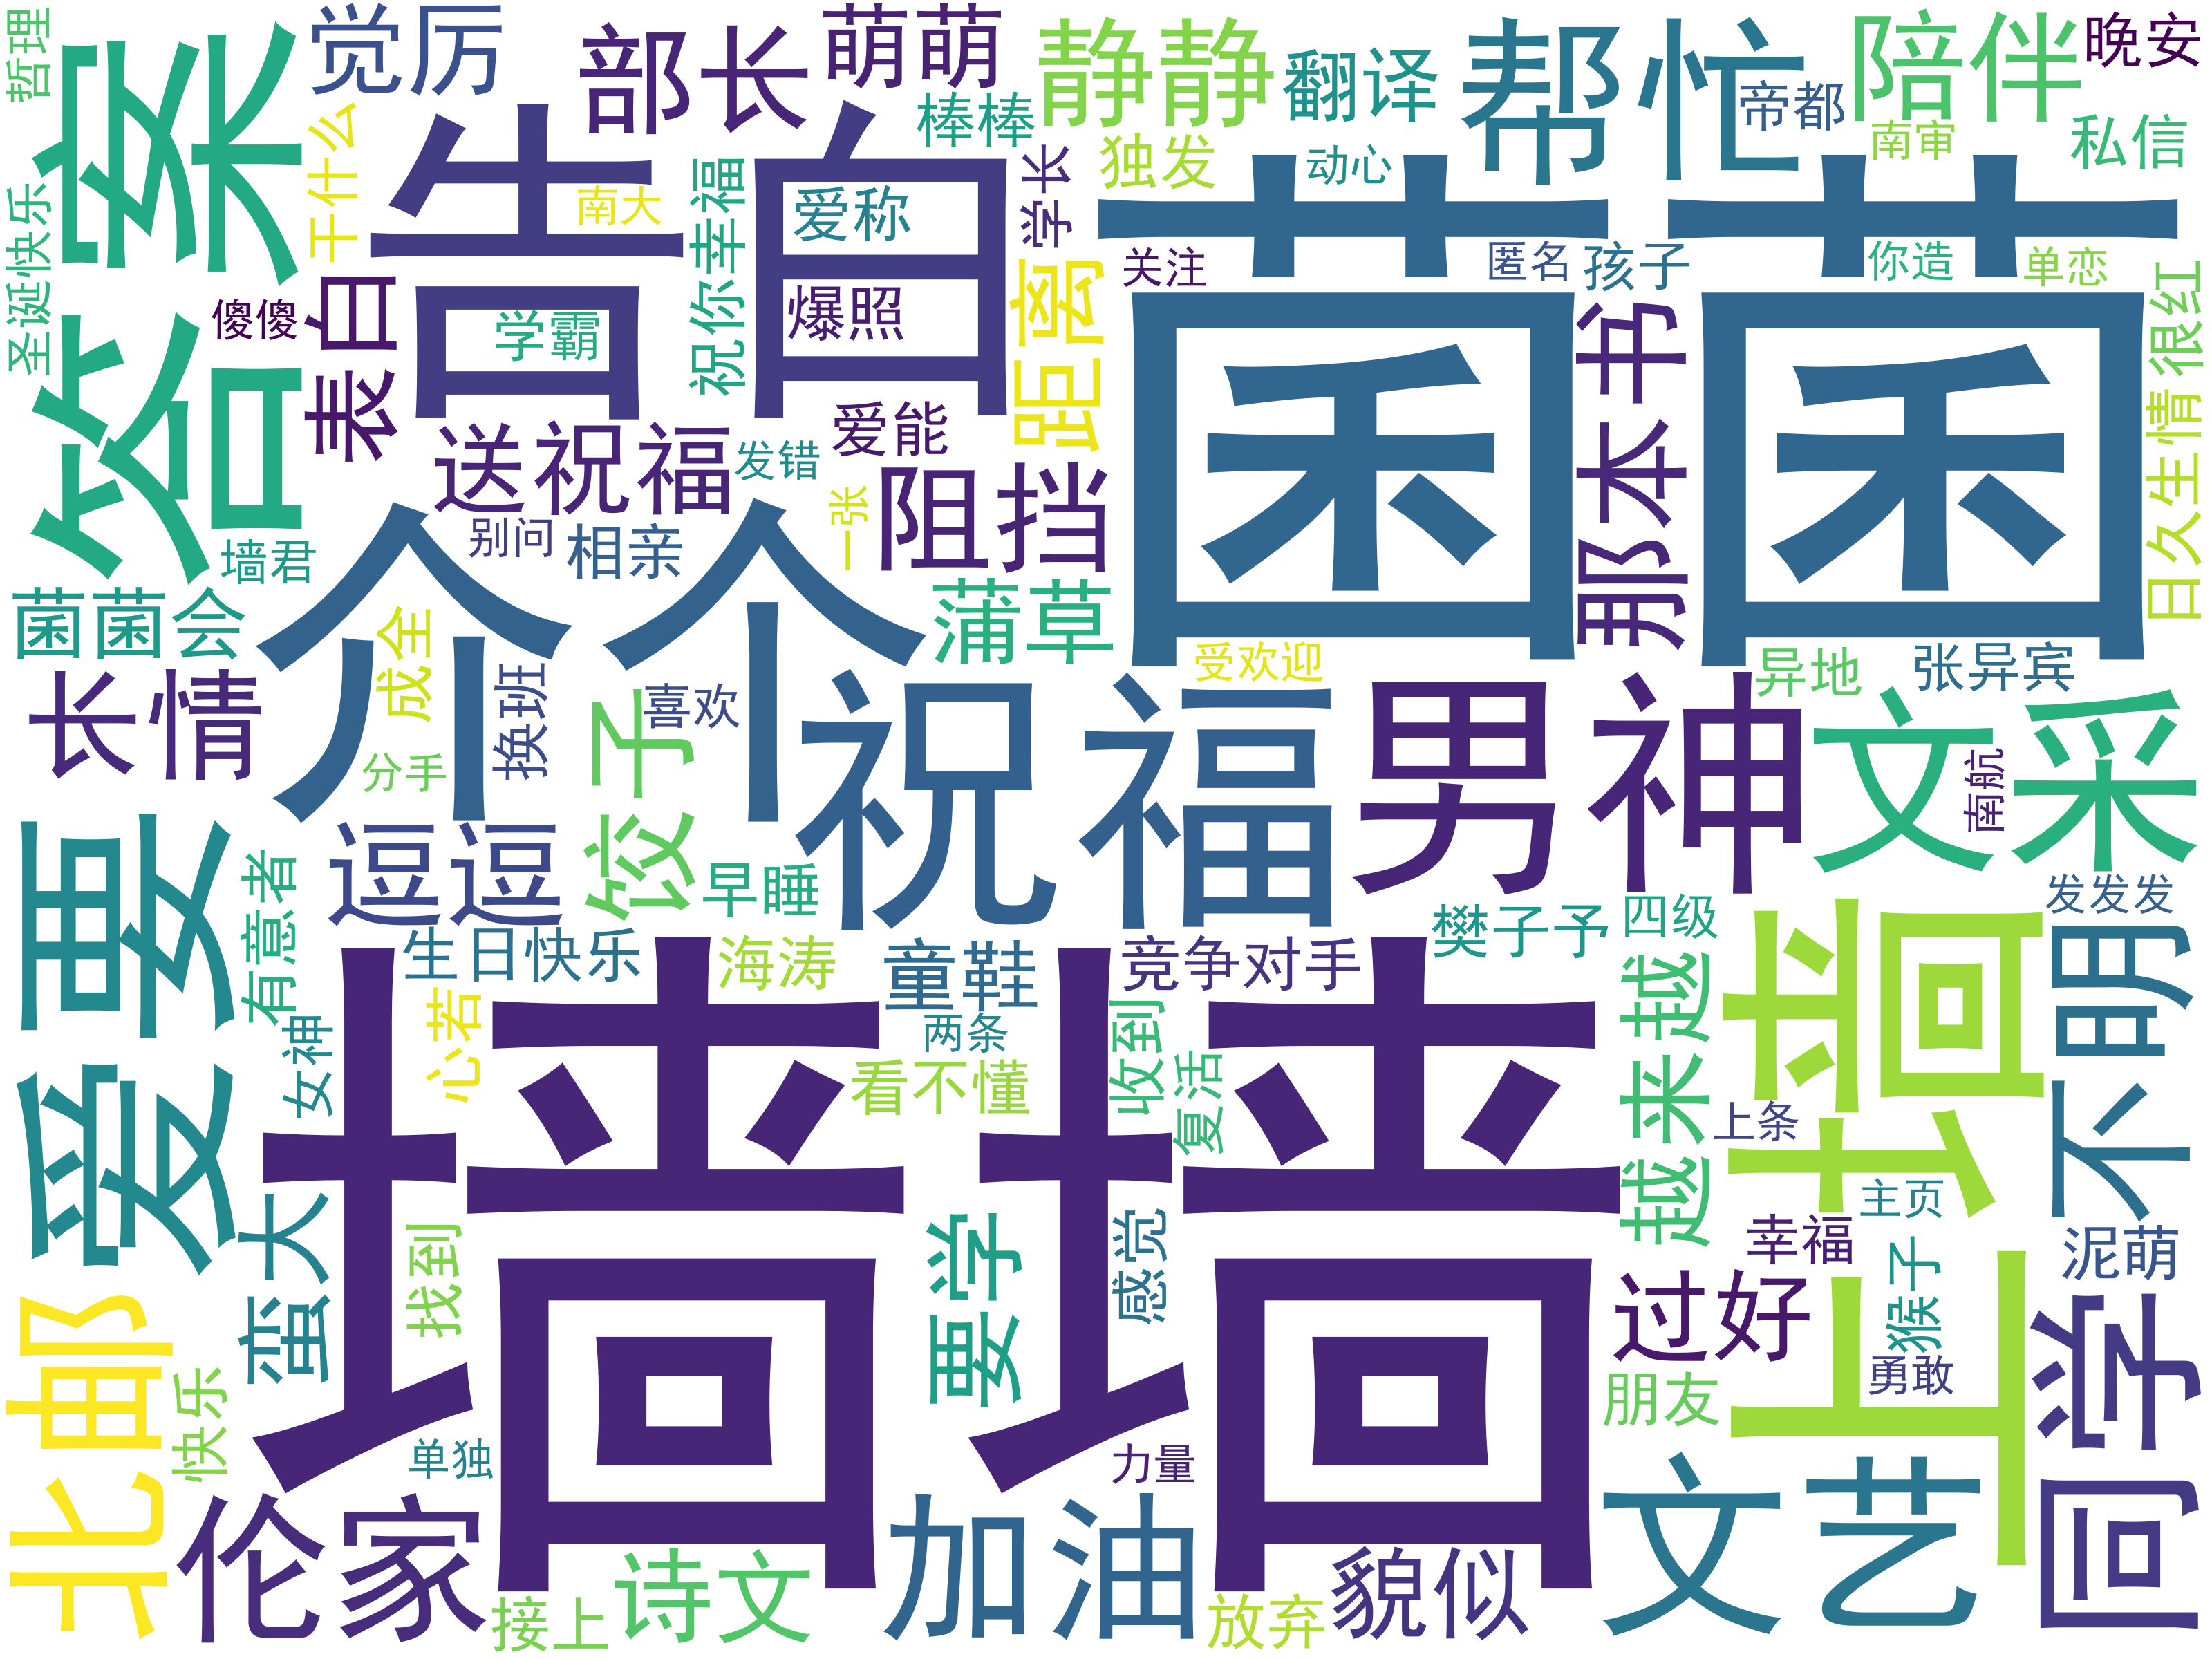 哲理
答案
觉厉
部长
萌萌
静静
翻译
帮忙
帝都
陪伴
晚安
棒棒
独发
动心
南审
私信
干什么
告白
南大
祝你幸福
爱称
学长
菌菌
圣诞快乐
傻傻
表白
学霸
爆照
距离
关注
匿名
孩子
你造
单恋
很红
那本书
日久生情
送祝福
发错
爱能
阻挡
一张
别问
相亲
墙君
个个
菌菌会
蒲草
成全
受欢迎
异地
张异宾
长情
换班
喜欢
饺子
祝福
男神
文采
南航
分手
要爱
逗逗
早睡
有意者
生日快乐
海涛
童鞋
竞争对手
樊子予
四级
发发发
不明
上墙
越来越
女神
心若
墙墙
两条
看不懂
收到
复活
上条
蛮大
找到
要学
感觉
主页
幸福
猴子
泥萌
北邮
快乐
过好
勇敢
朋友
同学
单独
力量
伦家
接上
诗文
加油
放弃
貌似
文艺